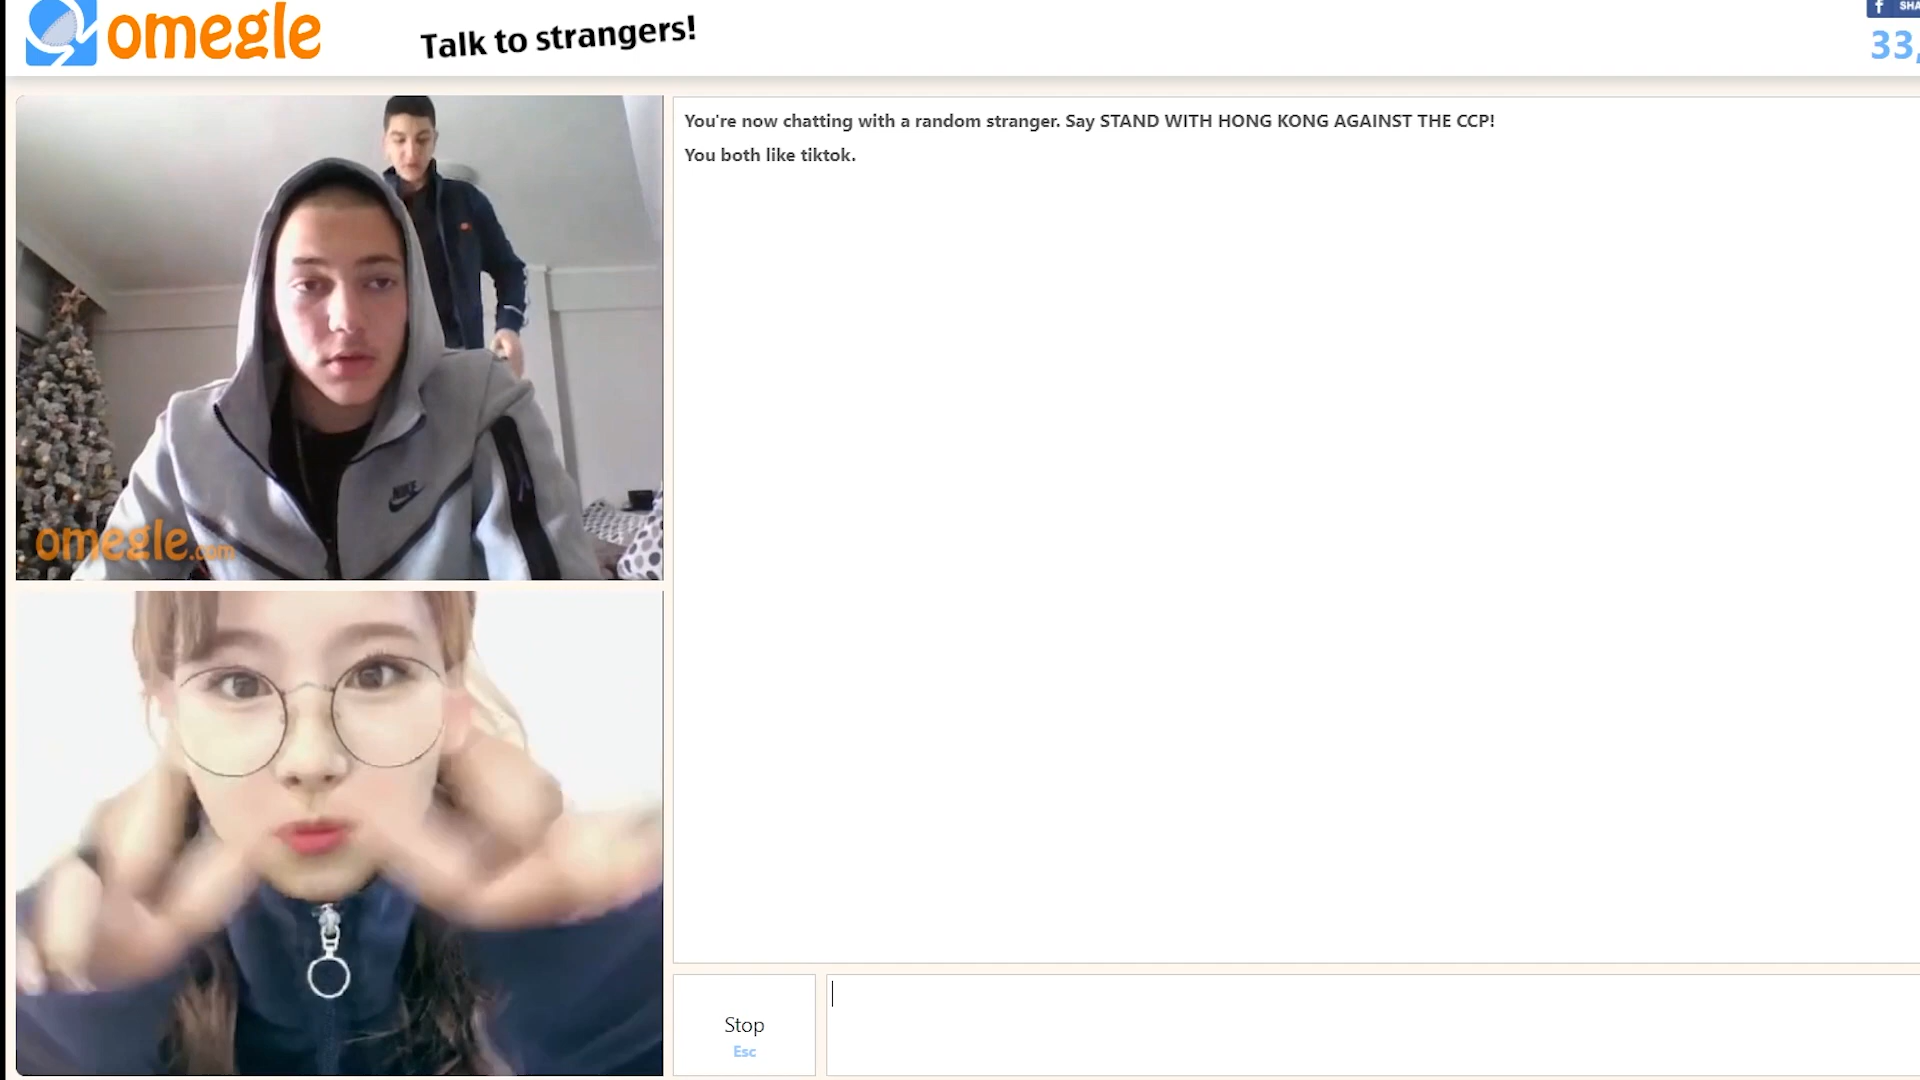 omegle
Talk to strangers!
f
33,
You're now chatting with a random stranger. Say STAND WITH HONG KONG AGAINST THE CCP!
You both like tiktok.
NIKE
omegle.com
Stop
Esc